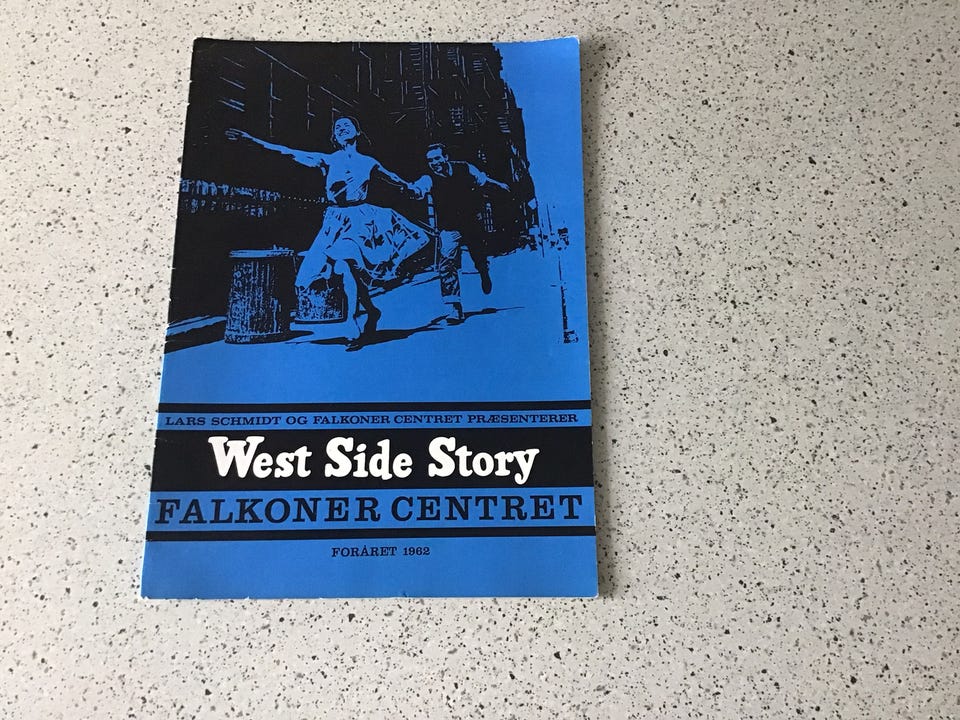 LARS SCHMIDT OG FALKONER CENTRET PRÆSENTERER
West Side Story
FALKONER CENTRET
FORÅRET 1962